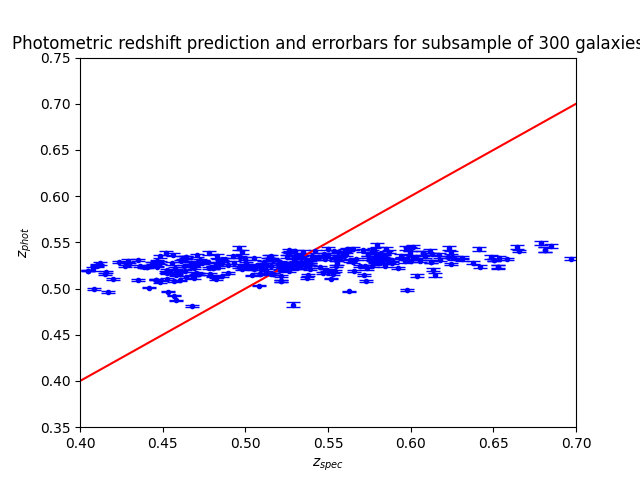 Photometric redshift prediction and errorbars for subsample of 300 galaxies
0.75
0.70
0.65
0.60
0.55
0.50
0.45
0.40
0.35
z_phot
0.40 0.45 0.50 0.55 0.60 0.65 0.70
z_spec